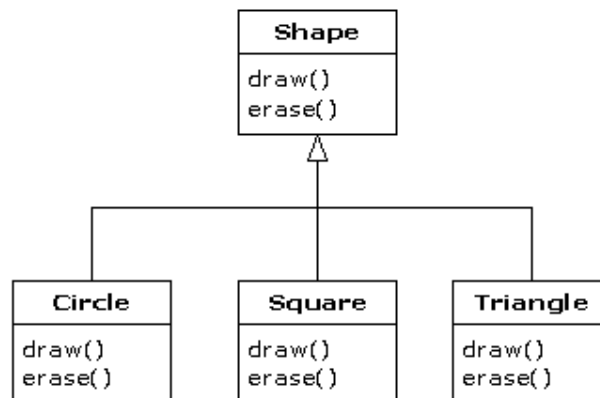 Shape
draw()
erase()
Circle
draw()
erase()
Square
draw()
erase()
Triangle
draw()
erase()